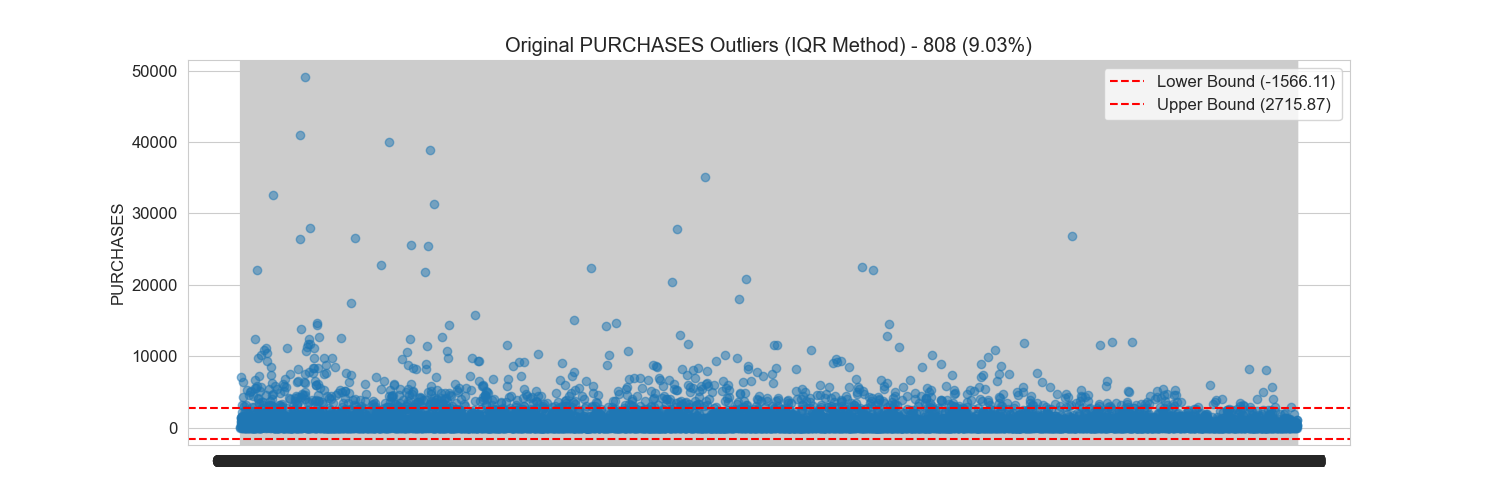 Original PURCHASES Outliers (IQR Method) - 808 (9.03%)
50000
Lower Bound (-1566.11)
Upper Bound (2715.87)
40000
30000
PURCHASES
20000
10000
0